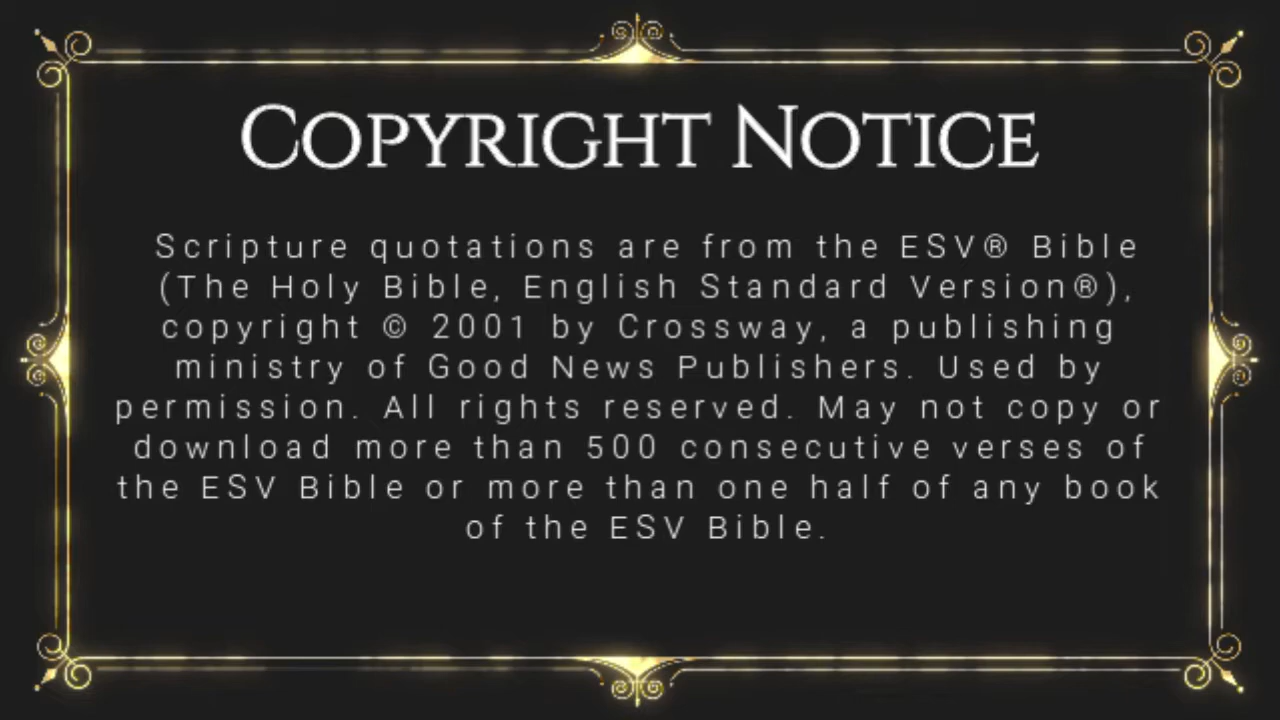 Copyright Notice
Scripture quotations are from the ESV® Bible
(The Holy Bible, English Standard Version®),
copyright © 2001 by Crossway, a publishing
ministry of Good News Publishers. Used by
permission. All rights reserved. May not copy or
download more than 500 consecutive verses of
the ESV Bible or more than one half of any book
of the ESV Bible.